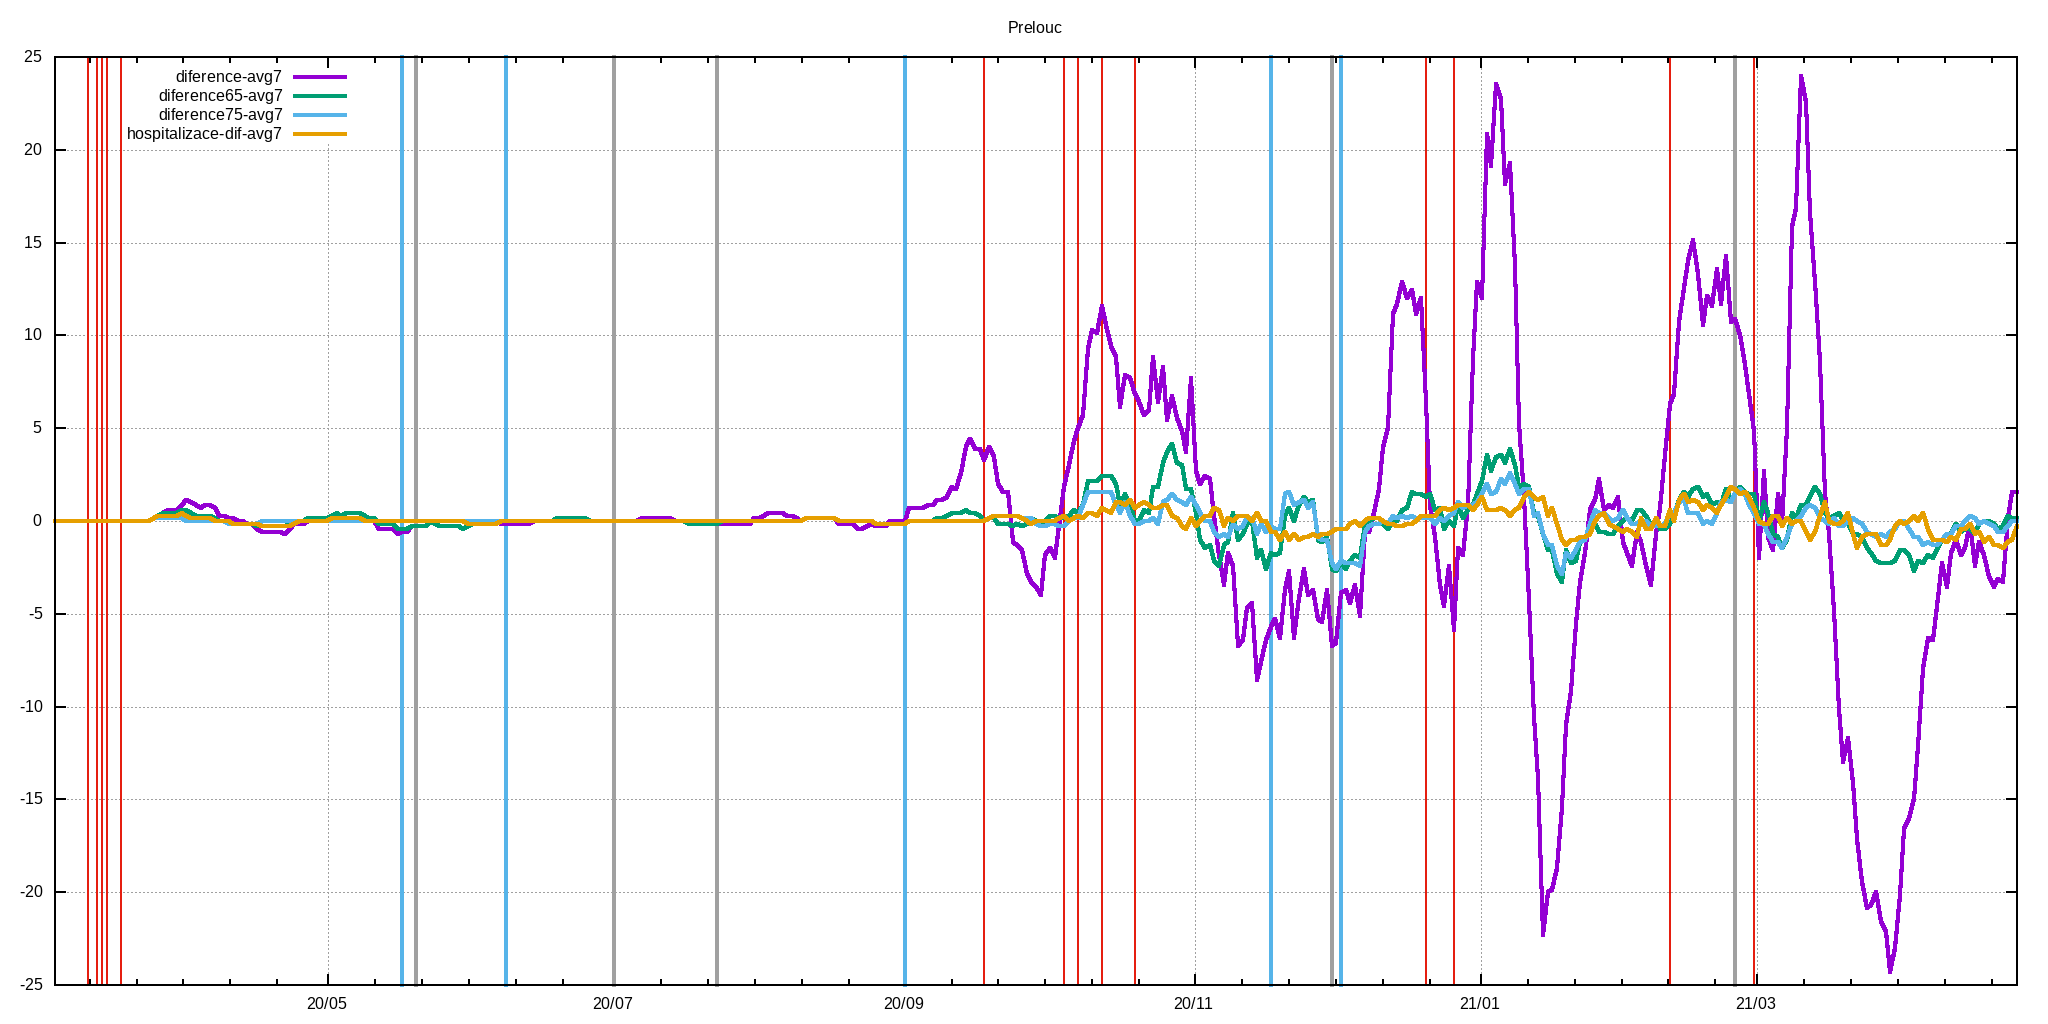 Prelouc
diference-avg7
diference65-avg7
diference75-avg7
hospitalizace-dif-avg7
25
20
15
10
5
0
-5
-10
-15
-20
-25
20/05 20/07 20/09 20/11 21/01 21/03